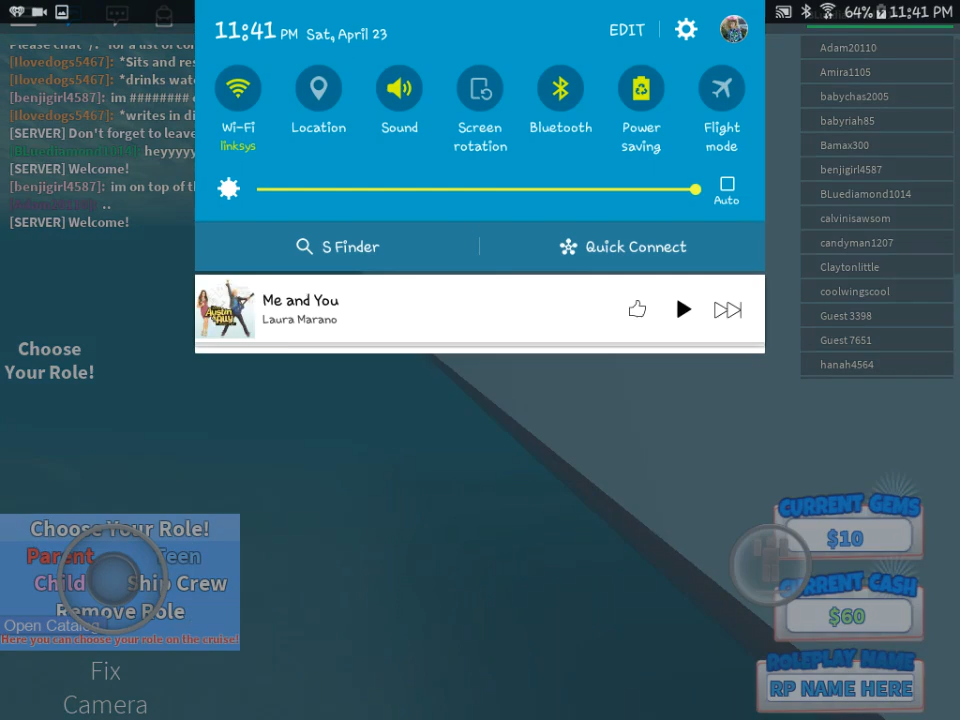 64% 11:41 PM
11:41 PM Sat, April 23 EDIT
Wi-Fi
linksys
Location
Sound
Screen
rotation
Bluetooth
Power
saving
Flight
mode
Auto
S Finder
Quick Connect
Me and You
Laura Marano
Austin
& Ally
Please chat
for a list of
[Ilovedogs5467]: *Sits and res
[Ilovedogs5467]: *drinks wat
[benjigirl4587]: im ########
[Ilovedogs5467]: *writes in di
[SERVER] Don't forget to leave
[BLuediamond1014]: heyyyyy
[SERVER] Welcome!
[benjigirl4587]: im on top of t
..
[SERVER] Welcome!
Adam20110
Amira1105
babychas2005
babyriah85
Bamax300
benjigirl4587
BLuediamond1014
calvinisawsom
candyman1207
Claytonlittle
coolwingscool
Guest 3398
Guest 7651
hanah4564
Choose
Your Role!
Choose Your Role!
Parent Teen
Child Ship Crew
Remove Role
Open Catalog
Here you can choose your role on the cruise!
Fix
Camera
CURRENT GEMS
$10
CURRENT CASH
$60
ROLEPLAY NAME
RP NAME HERE